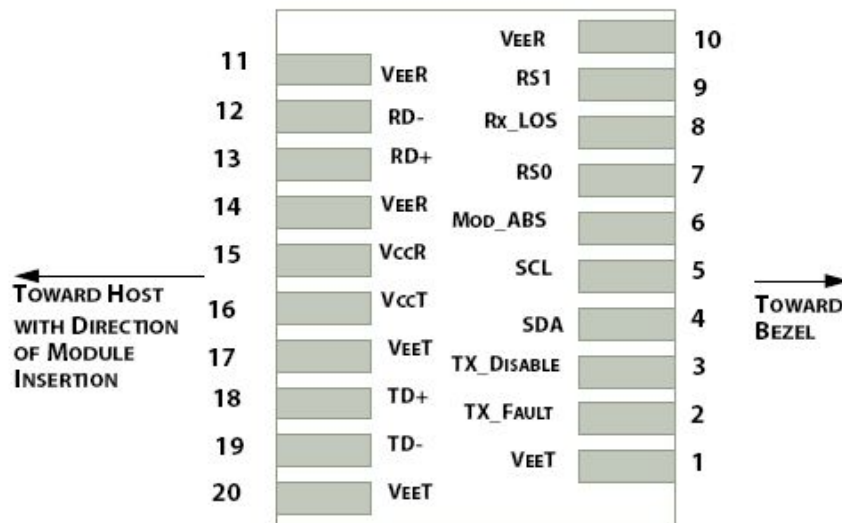 11 VEER
12 RD-
13 RD+
14 VEER
15 VCCR
16 VCCT
17 VEET
18 TD+
19 TD-
20 VEET
VEER 10
RS1 9
RX_LOS 8
RS0 7
MOD_ABS 6
SCL 5
SDA 4
TX_DISABLE 3
TX_FAULT 2
VEET 1
TOWARD HOST
WITH DIRECTION
OF MODULE
INSERTION
TOWARD
BEZEL